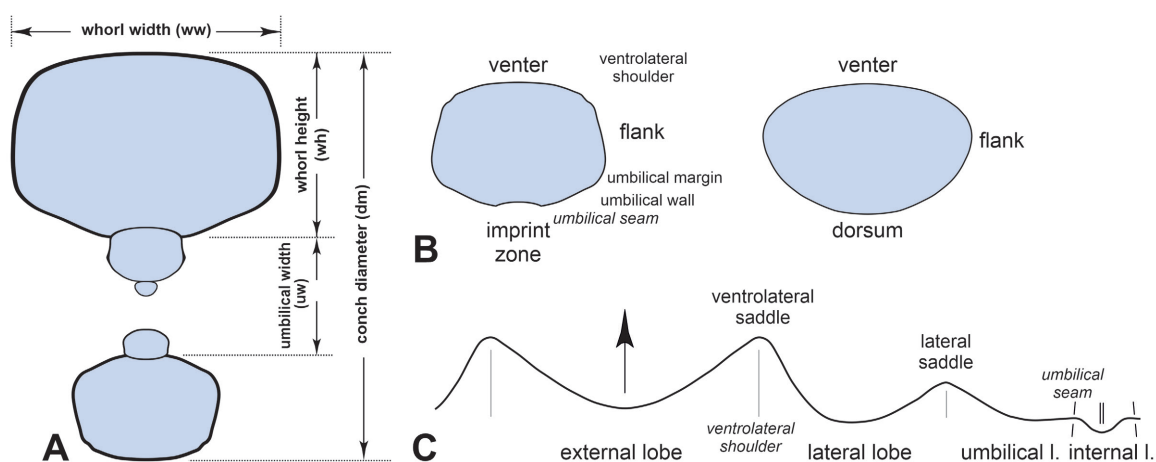 whorl width (ww)
whorl height
(wh)
umbilical width
(uw)
conch diameter (dm)
A
venter
ventrolateral
shoulder
flank
umbilical margin
umbilical wall
umbilical seam
imprint
zone
B
venter
flank
dorsum
ventrolateral
saddle
lateral
saddle
umbilical
seam
ventrolateral
shoulder
C
external lobe
lateral lobe
umbilical l.
internal l.